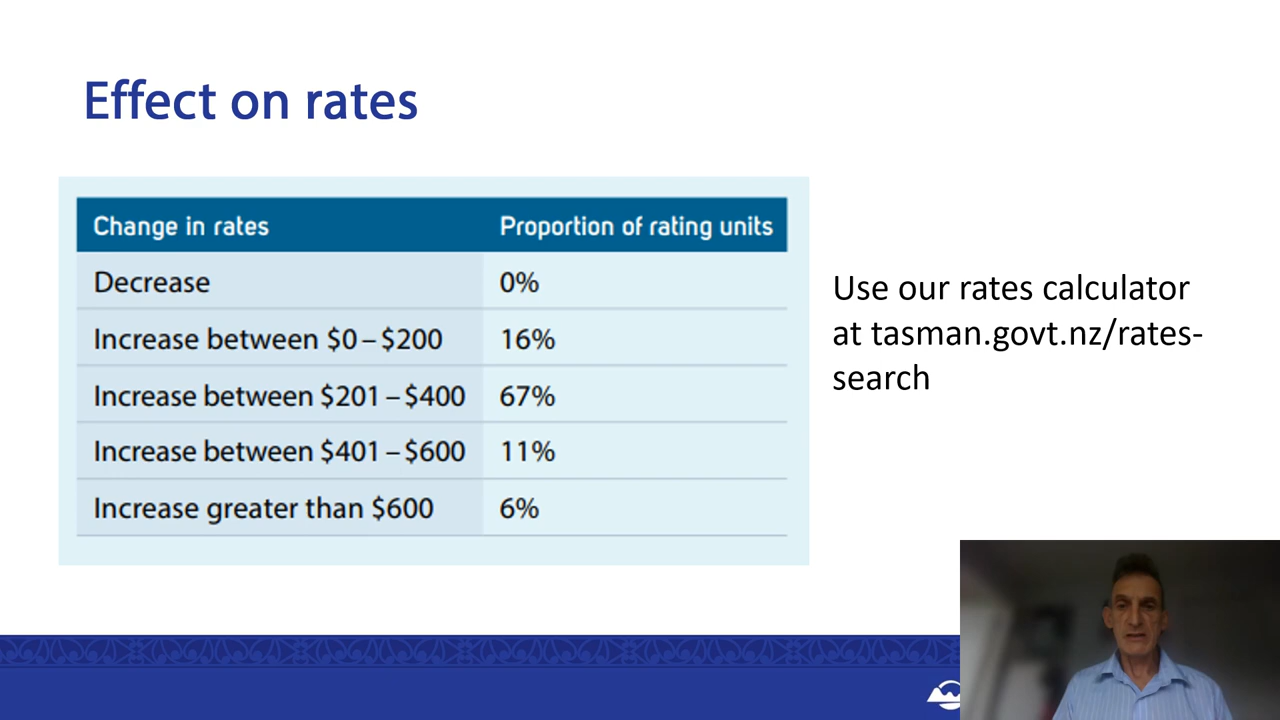 Effect on rates
Change in rates Proportion of rating units
Decrease 0%
Increase between $0–$200 16%
Increase between $201–$400 67%
Increase between $401–$600 11%
Increase greater than $600 6%
Use our rates calculator
at tasman.govt.nz/rates-
search